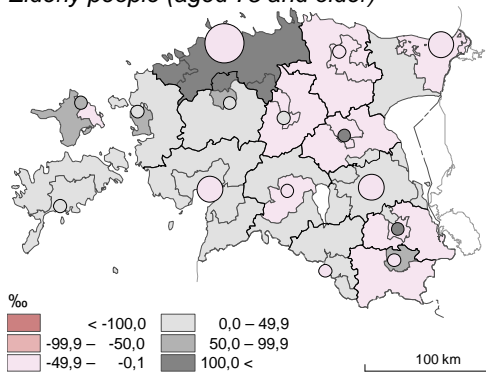 Elderly people (aged 75 and older)
‰
< -100,0
-99,9 – -50,0
-49,9 – -0,1
0,0 – 49,9
50,0 – 99,9
100,0 <
100 km